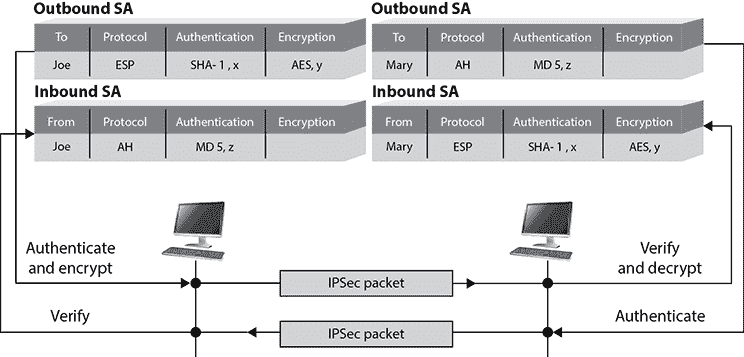 Outbound SA
To Protocol Authentication Encryption
Joe ESP SHA- 1 , x AES, y
Inbound SA
From Protocol Authentication Encryption
Joe AH MD 5, z
Outbound SA
To Protocol Authentication Encryption
Mary AH MD 5, z
Inbound SA
From Protocol Authentication Encryption
Mary ESP SHA- 1 , x AES, y
Authenticate
and encrypt
IPSec packet
Verify
and decrypt
Verify
IPSec packet
Authenticate